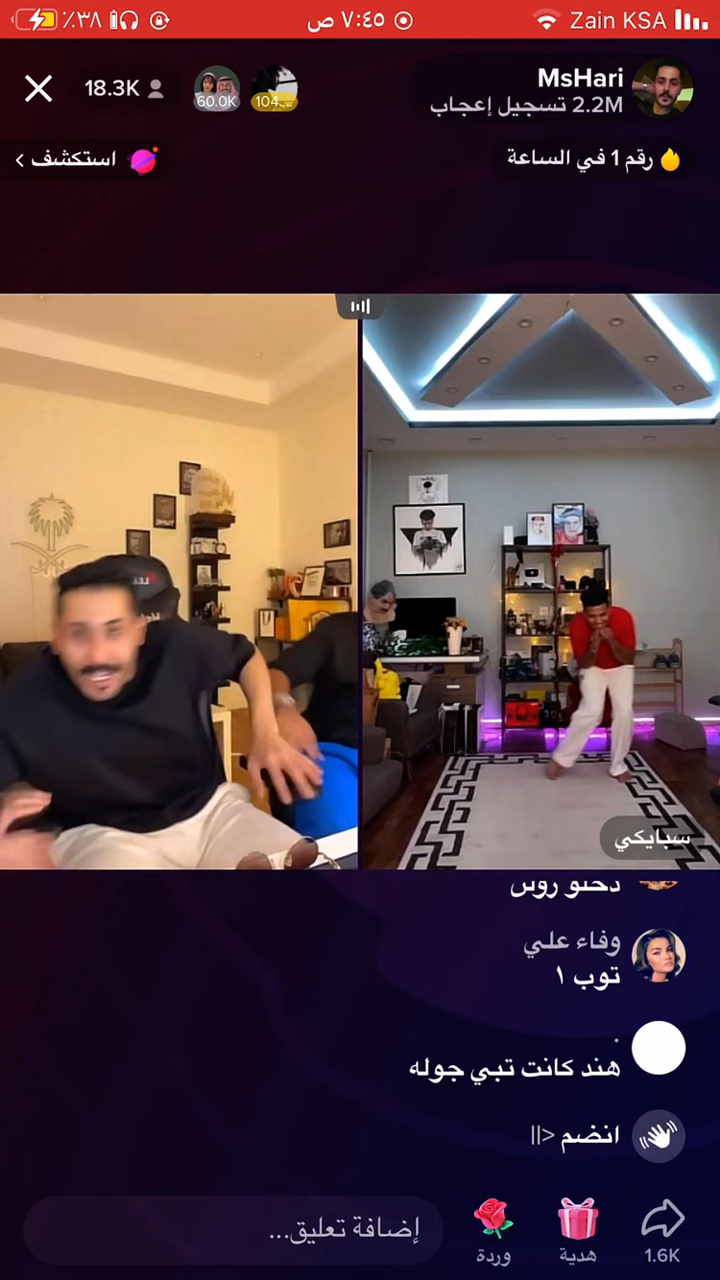 ٪٣٨
٧:٤٥ ص
Zain KSA
18.3K
60.0K
MsHari
2.2M تسجيل إعجاب
استكشف
رقم 1 في الساعة
سبايكي
وفاء علي
توب ١
.
هند كانت تبي جوله
انضم
إضافة تعليق...
وردة
هدية
1.6K